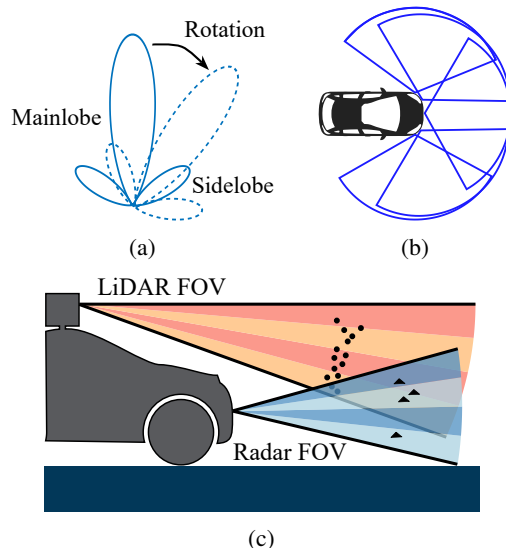 Rotation
Mainlobe
Sidelobe
(a)
(b)
LiDAR FOV
Radar FOV
(c)